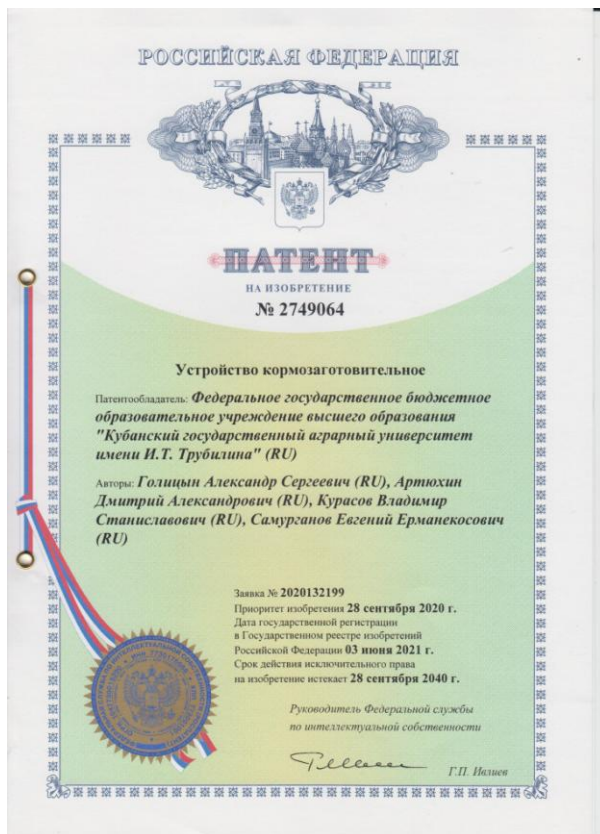 РОССИЙСКАЯ ФЕДЕРАЦИЯ
ПАТЕНТ
НА ИЗОБРЕТЕНИЕ
№ 2749064
Устройство кормозаготовительное
Патентообладатель: Федеральное государственное бюджетное
образовательное учреждение высшего образования
"Кубанский государственный аграрный университет
имени И.Т. Трубилина" (RU)
Авторы: Голицын Александр Сергеевич (RU), Артюхин
Дмитрий Александрович (RU), Курасов Владимир
Станиславович (RU), Самурганов Евгений Ерманекосович
(RU)
Заявка № 2020132199
Приоритет изобретения 28 сентября 2020 г.
Дата государственной регистрации
в Государственном реестре изобретений
Российской Федерации 03 июня 2021 г.
Срок действия исключительного права
на изобретение истекает 28 сентября 2040 г.
Руководитель Федеральной службы
по интеллектуальной собственности
Г.П. Ивлиев